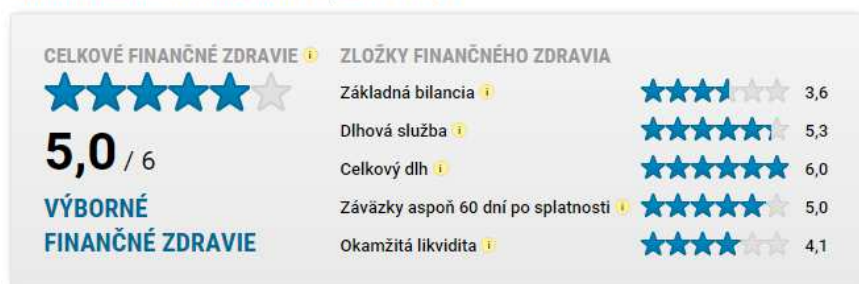 CELKOVÉ FINANČNÉ ZDRAVIE i
5,0 / 6
VÝBORNÉ
FINANČNÉ ZDRAVIE
ZLOŽKY FINANČNÉHO ZDRAVIA
Základná bilancia i 3,6
Dlhová služba i 5,3
Celkový dlh i 6,0
Záväzky aspoň 60 dní po splatnosti i 5,0
Okamžitá likvidita i 4,1